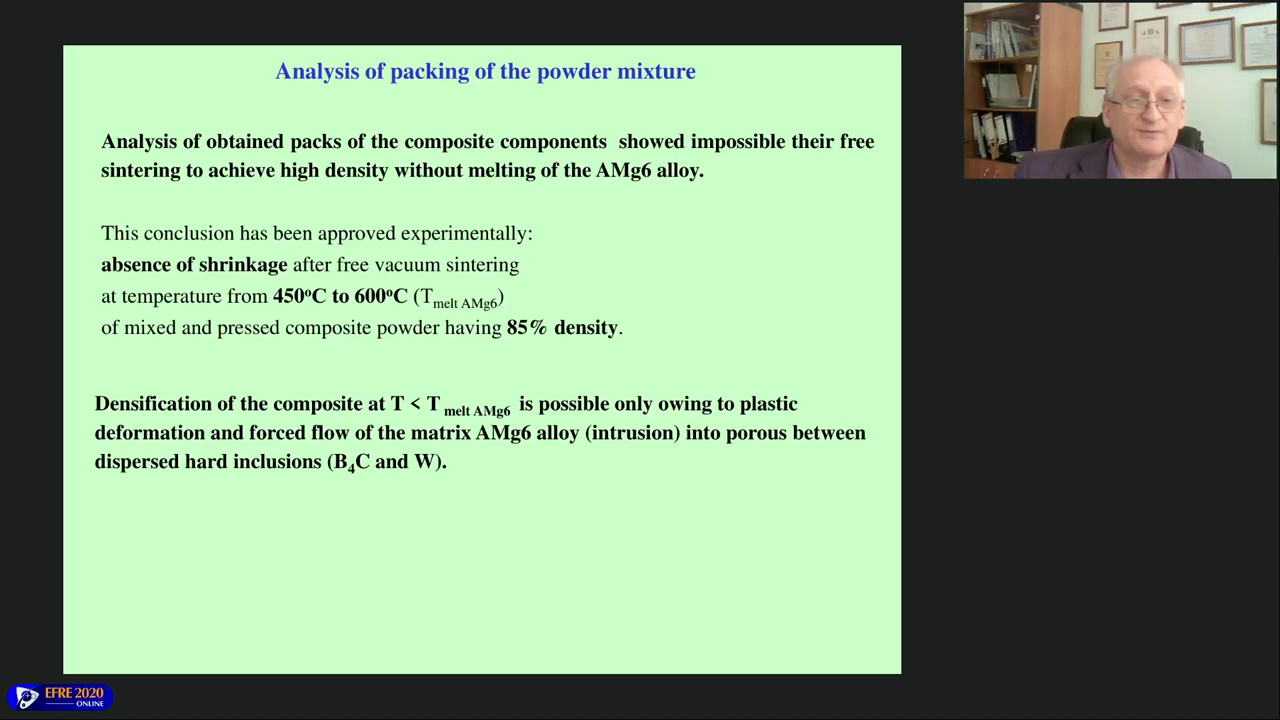 Analysis of packing of the powder mixture
Analysis of obtained packs of the composite components showed impossible their free
sintering to achieve high density without melting of the AMg6 alloy.
This conclusion has been approved experimentally:
absence of shrinkage after free vacuum sintering
at temperature from 450ᵒC to 600ᵒC (Tmelt AMg6)
of mixed and pressed composite powder having 85% density.
Densification of the composite at T < T melt AMg6 is possible only owing to plastic
deformation and forced flow of the matrix AMg6 alloy (intrusion) into porous between
dispersed hard inclusions (B₄C and W).
EFRE 2020
ONLINE